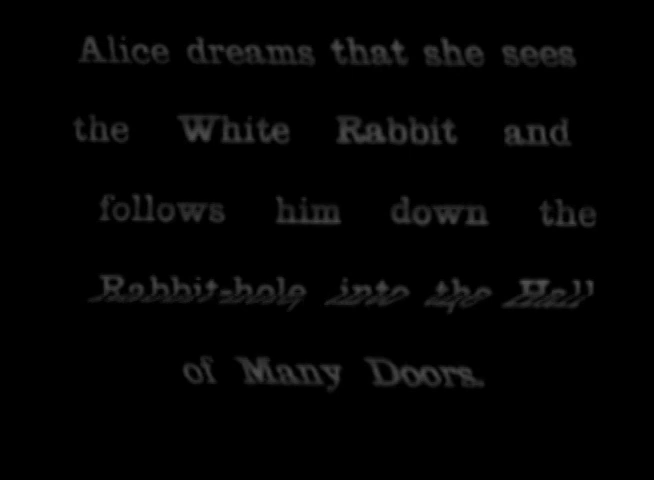 Alice dreams that she sees
the White Rabbit and
follows him down the
Rabbit-hole, into the Hall
of Many Doors.